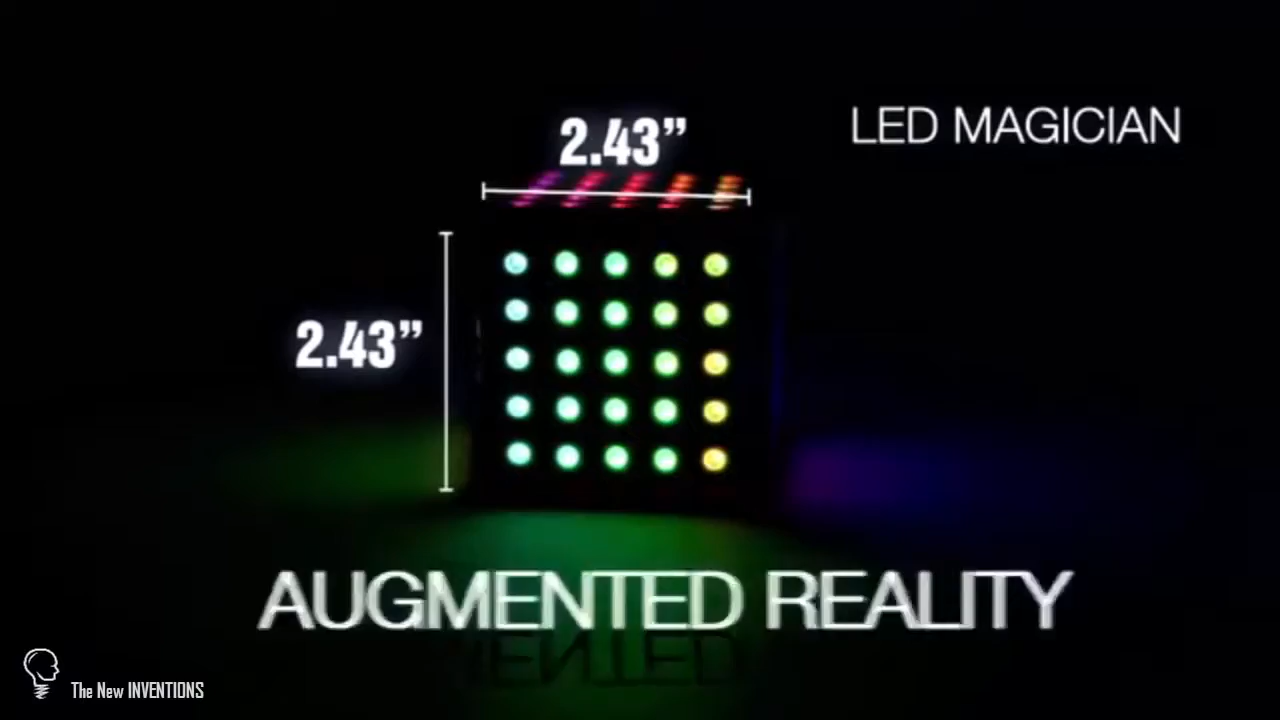 LED MAGICIAN
2.43”
2.43”
AUGMENTED REALITY
The New INVENTIONS